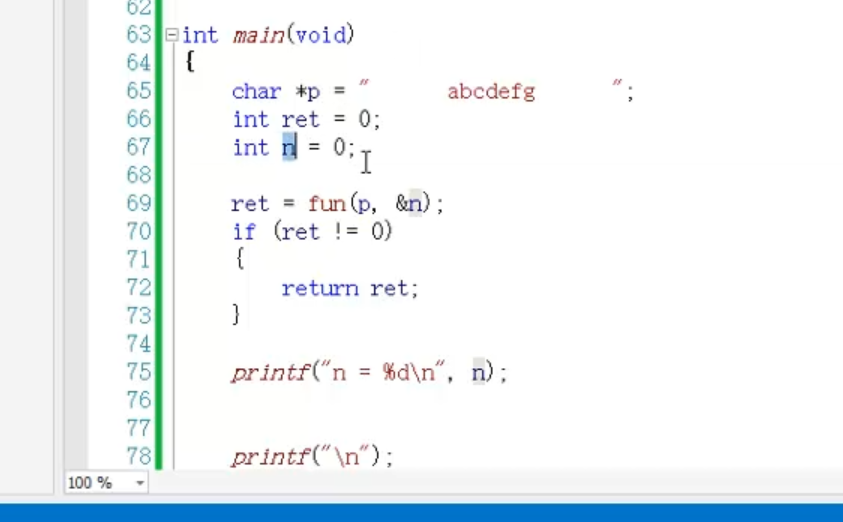 62
63 int main(void)
64 {
65 char *p = "      abcdefg      ";
66 int ret = 0;
67 int n = 0;
68
69 ret = fun(p, &n);
70 if (ret != 0)
71 {
72 return ret;
73 }
74
75 printf("n = %d\n", n);
76
77
78 printf("\n");
100 %